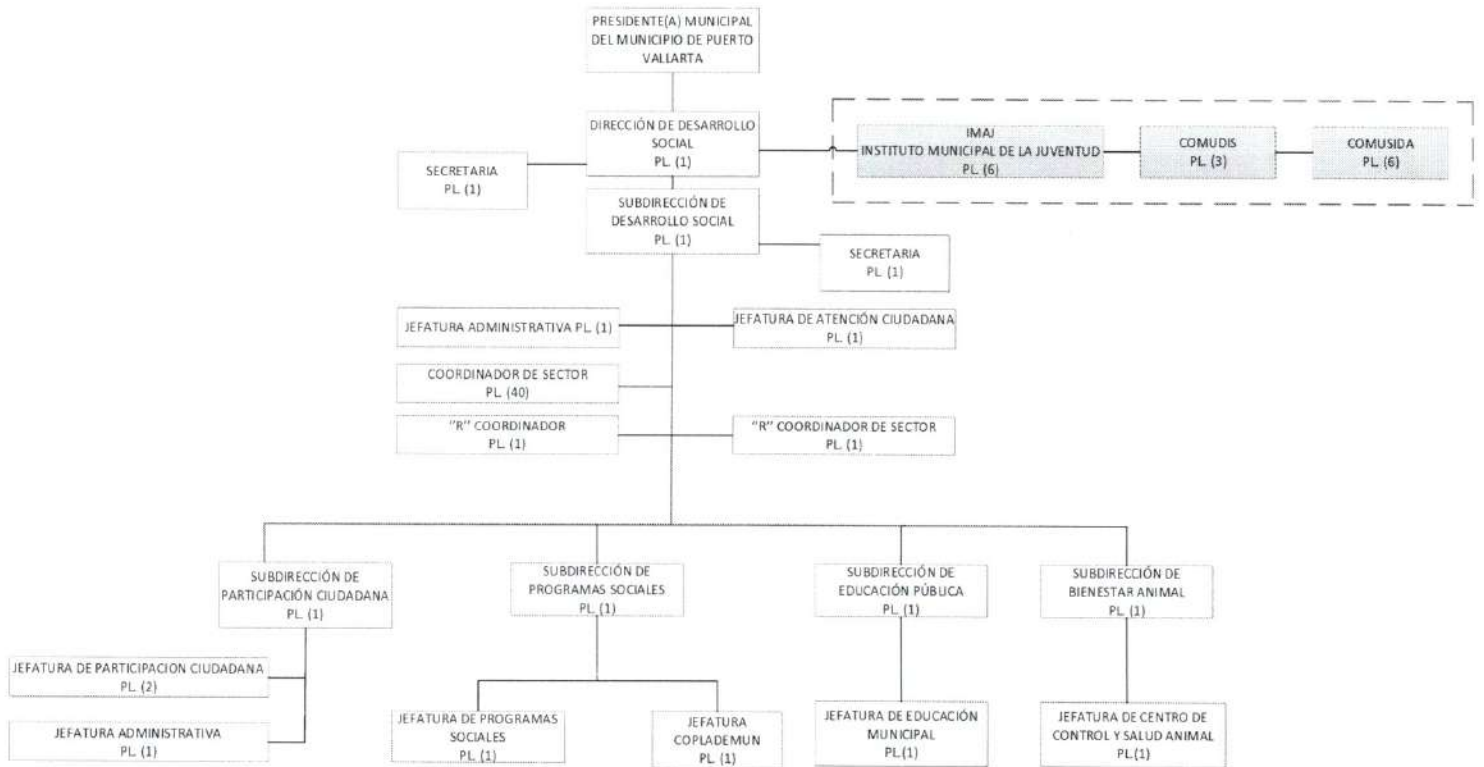 PRESIDENTE(A) MUNICIPAL
DEL MUNICIPIO DE PUERTO
VALLARTA
DIRECCIÓN DE DESARROLLO
SOCIAL
PL. (1)
SECRETARIA
PL. (1)
IMAJ
INSTITUTO MUNICIPAL DE LA JUVENTUD
PL. (6)
COMUDIS
PL. (3)
COMUSIDA
PL. (6)
SUBDIRECCIÓN DE
DESARROLLO SOCIAL
PL. (1)
SECRETARIA
PL. (1)
JEFATURA ADMINISTRATIVA PL. (1)
JEFATURA DE ATENCIÓN CIUDADANA
PL. (1)
COORDINADOR DE SECTOR
PL. (40)
"R" COORDINADOR
PL. (1)
"R" COORDINADOR DE SECTOR
PL. (1)
SUBDIRECCIÓN DE
PARTICIPACIÓN CIUDADANA
PL. (1)
SUBDIRECCIÓN DE
PROGRAMAS SOCIALES
PL. (1)
SUBDIRECCIÓN DE
EDUCACIÓN PÚBLICA
PL. (1)
SUBDIRECCIÓN DE
BIENESTAR ANIMAL
PL. (1)
JEFATURA DE PARTICIPACION CIUDADANA
PL. (2)
JEFATURA ADMINISTRATIVA
PL. (1)
JEFATURA DE PROGRAMAS
SOCIALES
PL. (1)
JEFATURA
COPLADEMUN
PL. (1)
JEFATURA DE EDUCACIÓN
MUNICIPAL
PL.(1)
JEFATURA DE CENTRO DE
CONTROL Y SALUD ANIMAL
PL.(1)